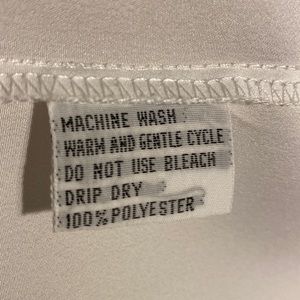 MACHINE WASH
WARM AND GENTLE CYCLE
DO NOT USE BLEACH
DRIP DRY
100% POLYESTER